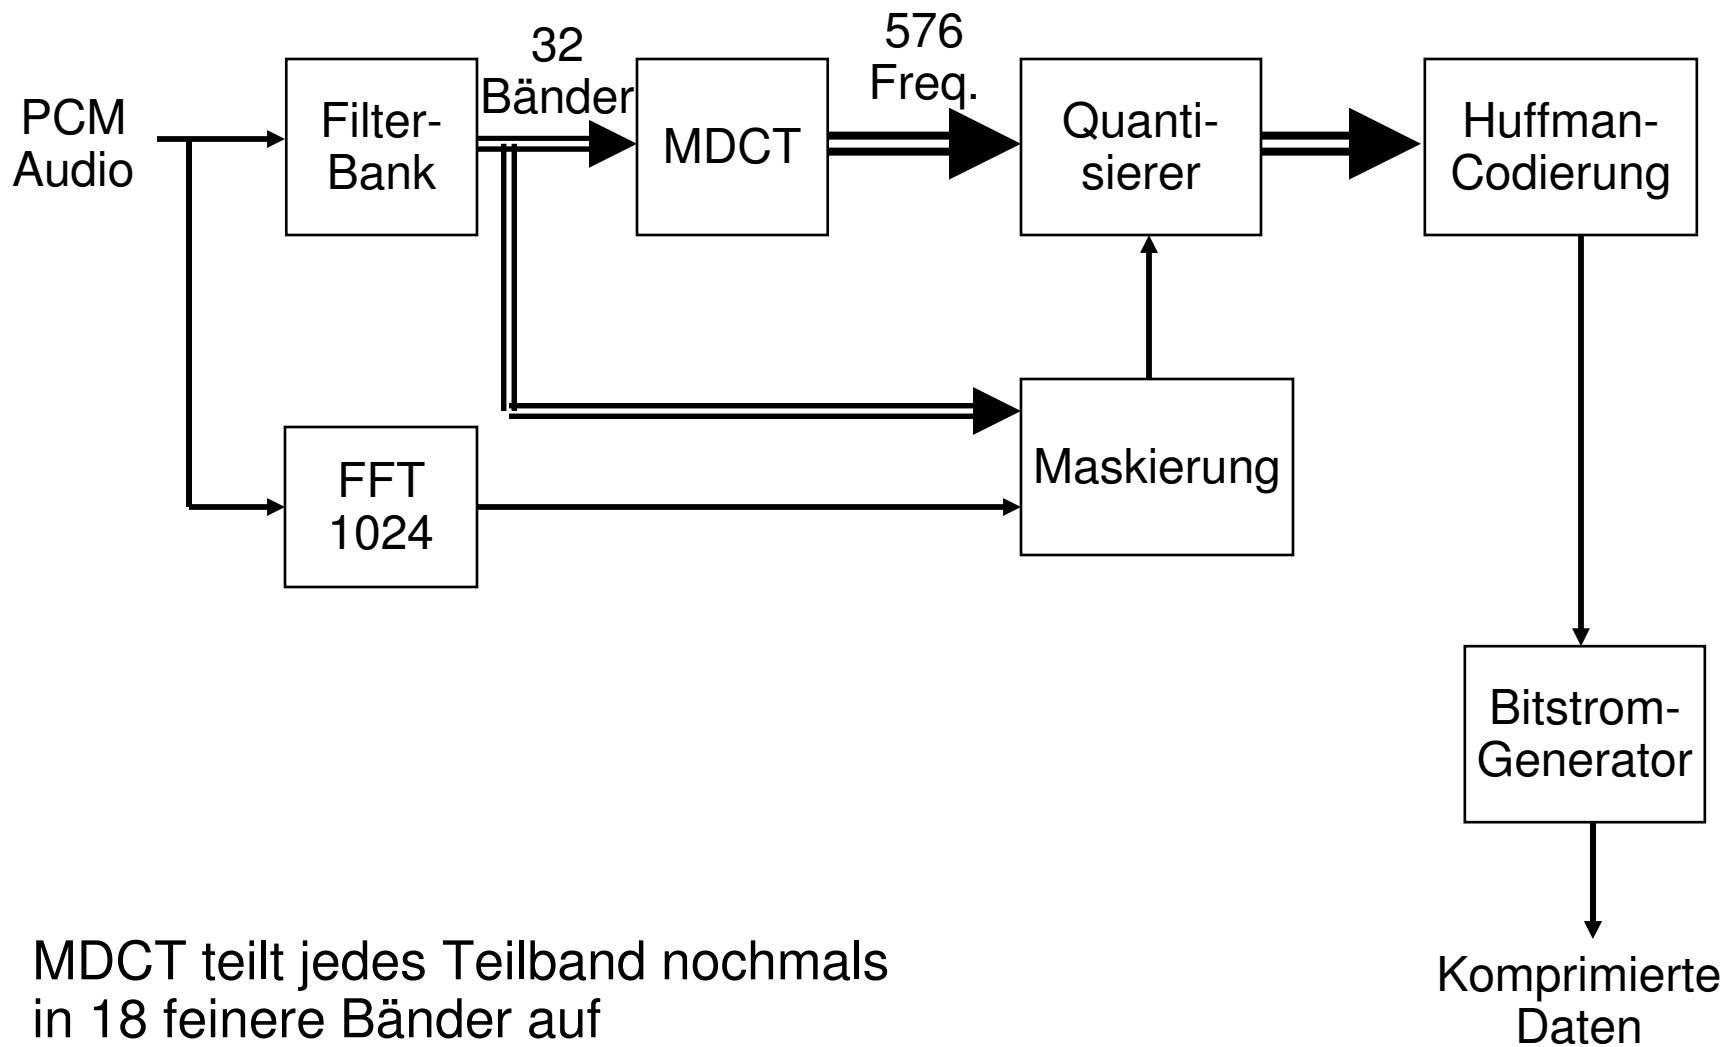 PCM
Audio
Filter-
Bank
32
Bänder
MDCT
576
Freq.
Quanti-
sierer
Huffman-
Codierung
FFT
1024
Maskierung
Bitstrom-
Generator
Komprimierte
Daten
MDCT teilt jedes Teilband nochmals
in 18 feinere Bänder auf